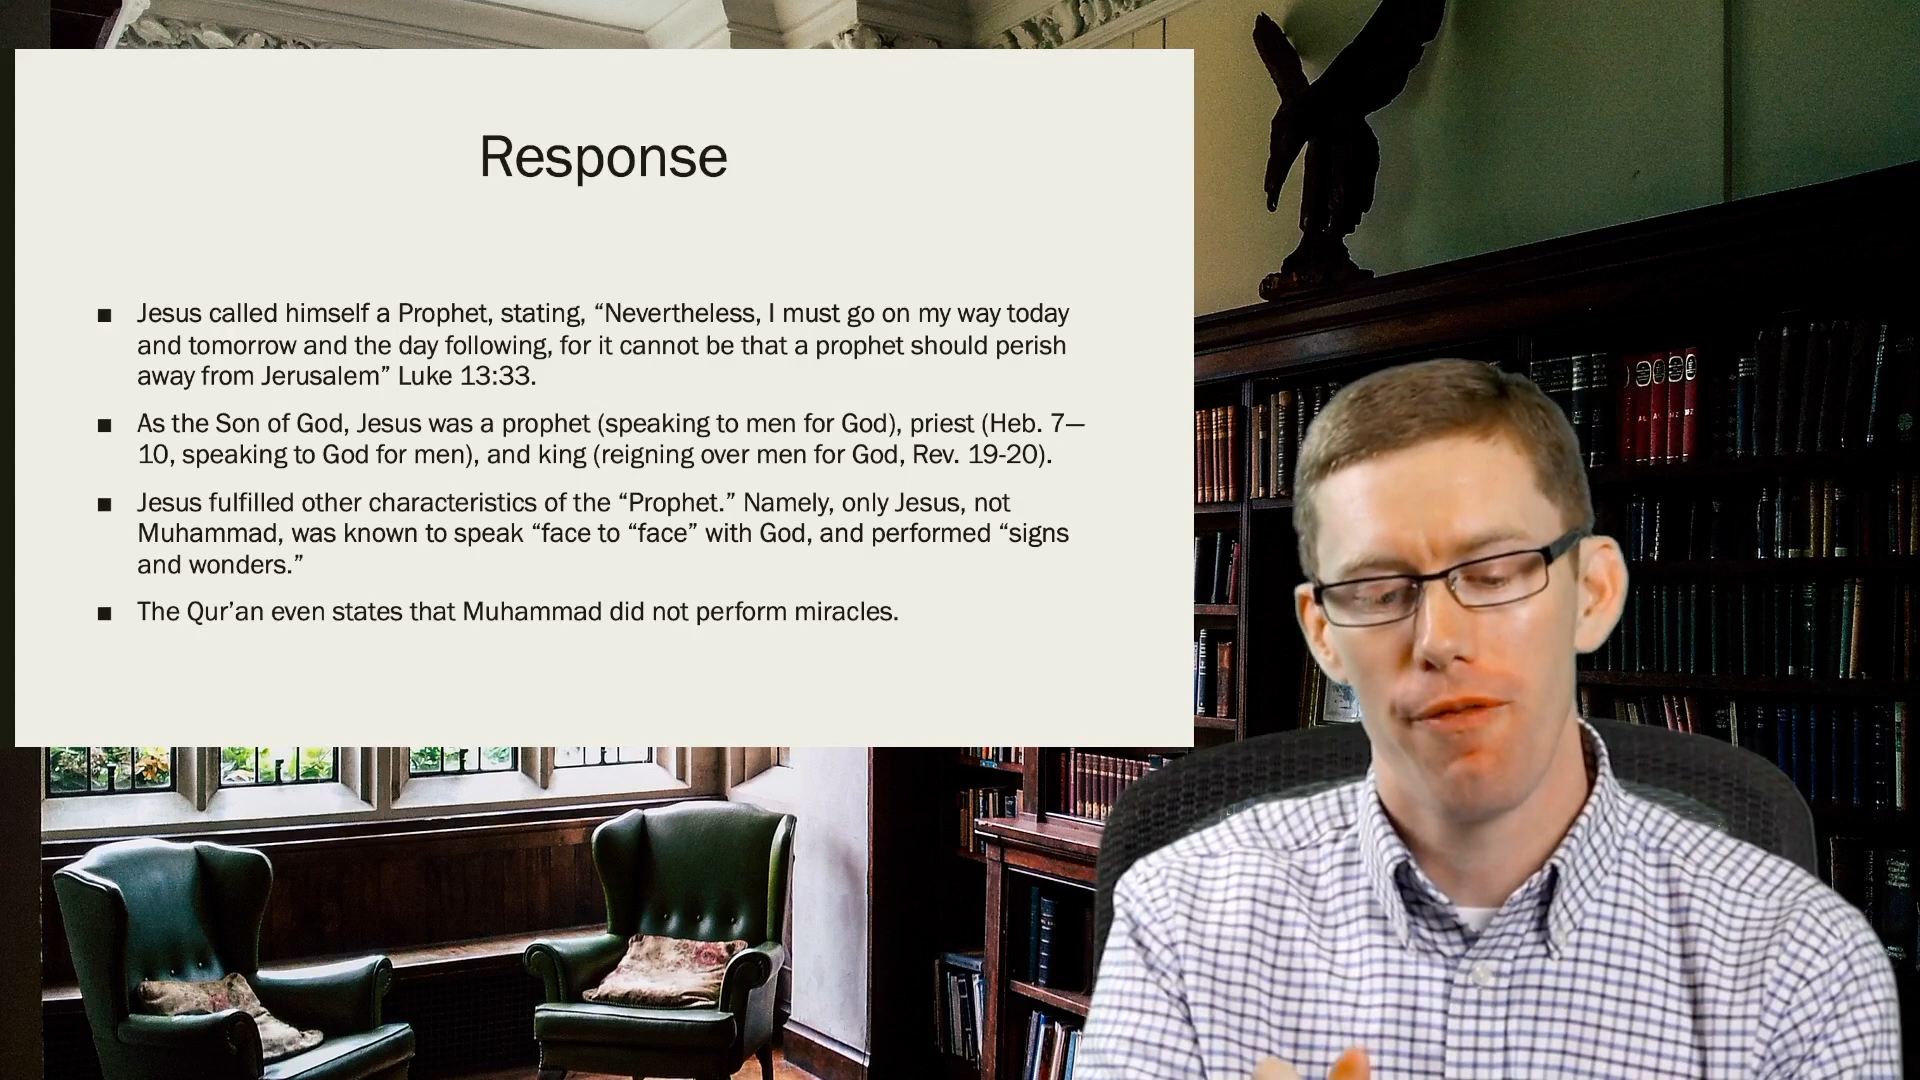 Response
■ Jesus called himself a Prophet, stating, “Nevertheless, I must go on my way today
and tomorrow and the day following, for it cannot be that a prophet should perish
away from Jerusalem” Luke 13:33.
■ As the Son of God, Jesus was a prophet (speaking to men for God), priest (Heb. 7—
10, speaking to God for men), and king (reigning over men for God, Rev. 19-20).
■ Jesus fulfilled other characteristics of the “Prophet.” Namely, only Jesus, not
Muhammad, was known to speak “face to “face” with God, and performed “signs
and wonders.”
■ The Qur’an even states that Muhammad did not perform miracles.